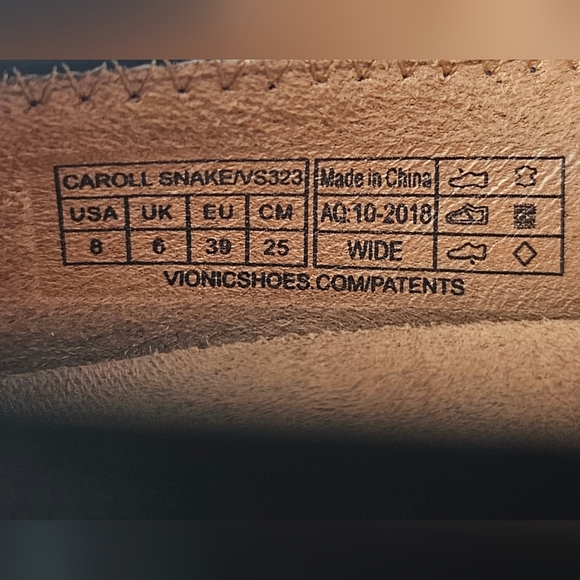 CAROLL SNAKE/VS323 Made in China
USA UK EU CM AQ:10-2018
8 6 39 25 WIDE
VIONICSHOES.COM/PATENTS